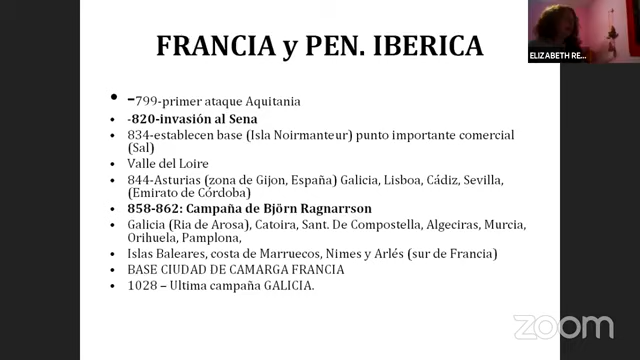 FRANCIA y PEN. IBERICA
ELIZABETH RE...
• –799-primer ataque Aquitania
• -820-invasión al Sena
• 834-establecen base (Isla Noirmanteur) punto importante comercial
(Sal)
• Valle del Loire
• 844-Asturias (zona de Gijon, España) Galicia, Lisboa, Cádiz, Sevilla,
(Emirato de Córdoba)
• 858-862: Campaña de Björn Ragnarrson
• Galicia (Ria de Arosa), Catoira, Sant. De Compostella, Algeciras, Murcia,
Orihuela, Pamplona,
• Islas Baleares, costa de Marruecos, Nimes y Arlés (sur de Francia)
• BASE CIUDAD DE CAMARGA FRANCIA
• 1028 – Ultima campaña GALICIA.
zoom